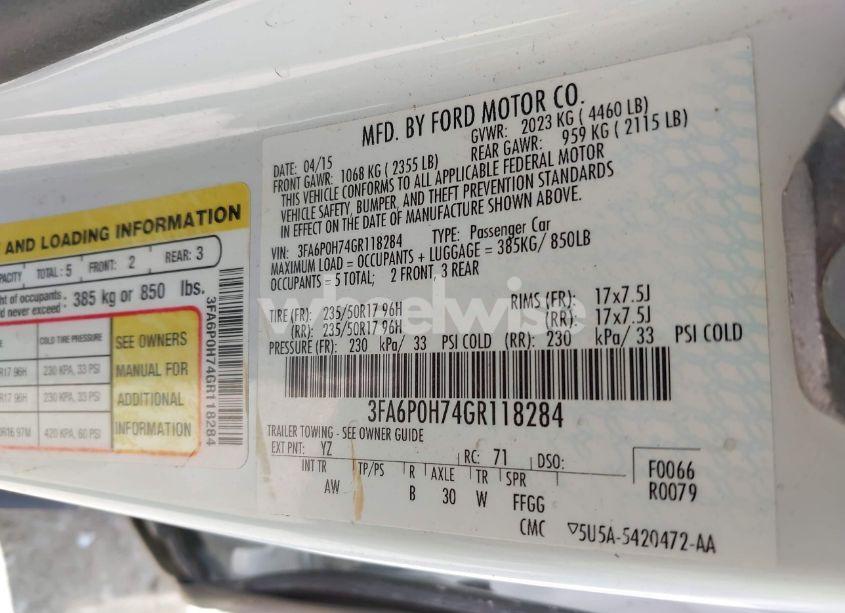 AND LOADING INFORMATION
TOTAL: 5 FRONT: 2 REAR: 3
of occupants
never exceed: 385 kg or 850 lbs.
COLD TIRE PRESSURE
SEE OWNERS
MANUAL FOR
ADDITIONAL
INFORMATION
230 KPA, 33 PSI
230 KPA, 33 PSI
420 KPA, 60 PSI
3FA6P0H74GR118284
MFD. BY FORD MOTOR CO.
DATE: 04/15 GVWR: 2023 KG ( 4460 LB)
FRONT GAWR: 1068 KG ( 2355 LB) REAR GAWR: 959 KG ( 2115 LB)
THIS VEHICLE CONFORMS TO ALL APPLICABLE FEDERAL MOTOR
VEHICLE SAFETY, BUMPER, AND THEFT PREVENTION STANDARDS
IN EFFECT ON THE DATE OF MANUFACTURE SHOWN ABOVE.
VIN: 3FA6P0H74GR118284 TYPE: Passenger Car
MAXIMUM LOAD = OCCUPANTS + LUGGAGE = 385KG/ 850LB
OCCUPANTS = 5 TOTAL; 2 FRONT, 3 REAR
wheelwise
TIRE (FR): 235/50R17 96H RIMS (FR): 17x7.5J
(RR): 235/50R17 96H (RR): 17x7.5J
PRESSURE (FR): 230 kPa/ 33 PSI COLD (RR): 230 kPa/ 33 PSI COLD
3FA6P0H74GR118284
TRAILER TOWING - SEE OWNER GUIDE
EXT PNT: YZ RC: 71 DSO: F0066
INT TR TP/PS R AXLE TR SPR R0079
AW B 30 W FFGG
CMC ▽5U5A-5420472-AA